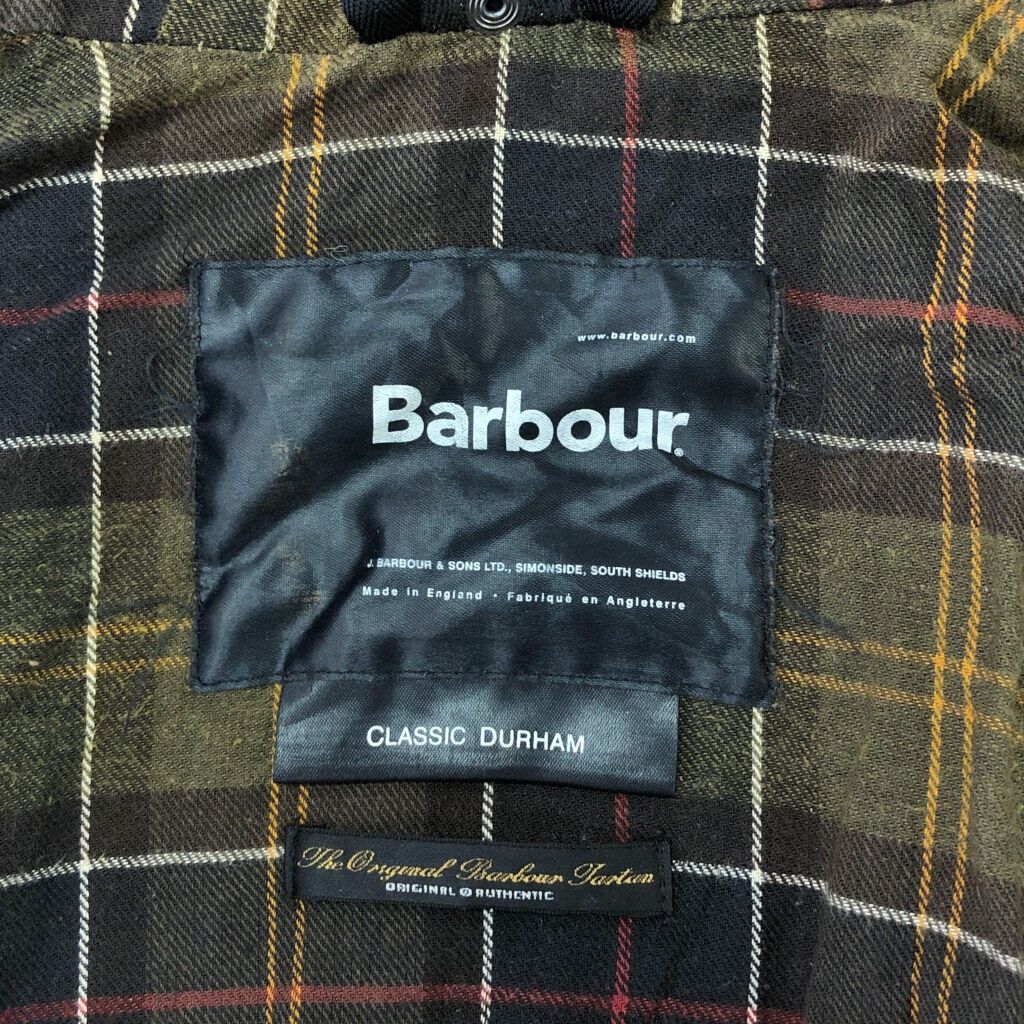 www.barbour.com
Barbour®
J. BARBOUR & SONS LTD., SIMONSIDE, SOUTH SHIELDS
Made in England • Fabriqué en Angleterre
CLASSIC DURHAM
The Original Barbour Tartan
ORIGINAL @ AUTHENTIC